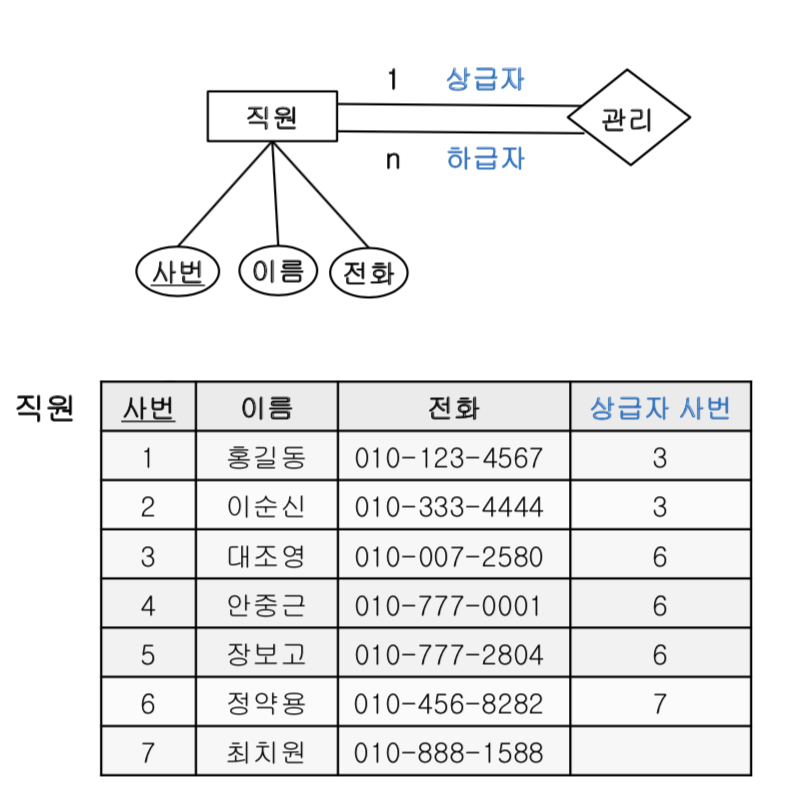 1 상급자
직원
관리
n 하급자
사번 이름 전화
직원
사번 이름 전화 상급자 사번
1 홍길동 010-123-4567 3
2 이순신 010-333-4444 3
3 대조영 010-007-2580 6
4 안중근 010-777-0001 6
5 장보고 010-777-2804 6
6 정약용 010-456-8282 7
7 최치원 010-888-1588